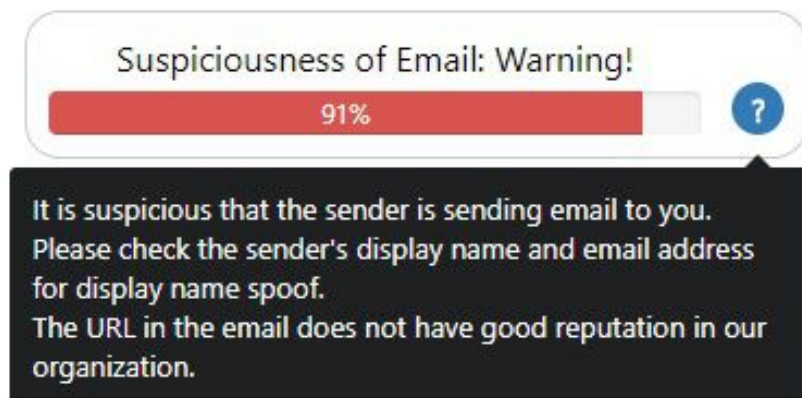 Suspiciousness of Email: Warning!
91%
?
It is suspicious that the sender is sending email to you.
Please check the sender's display name and email address
for display name spoof.
The URL in the email does not have good reputation in our
organization.